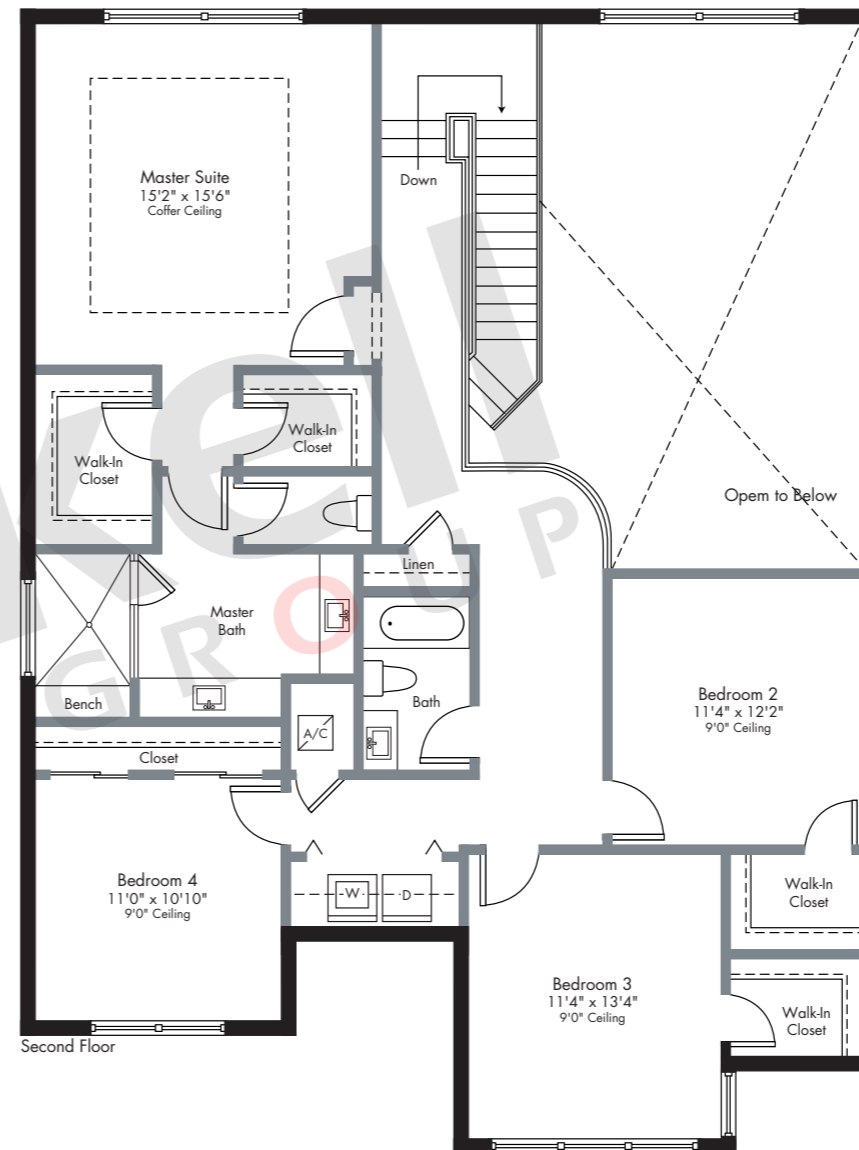 Master Suite
15'2" x 15'6"
Coffer Ceiling
Down
Walk-In
Closet
Walk-In
Closet
Opem to Below
Linen
Master
Bath
Bench
Bath
Bedroom 2
11'4" x 12'2"
9'0" Ceiling
A/C
Closet
Bedroom 4
11'0" x 10'10"
9'0" Ceiling
W
D
Walk-In
Closet
Bedroom 3
11'4" x 13'4"
9'0" Ceiling
Walk-In
Closet
Second Floor
kell
GROUP